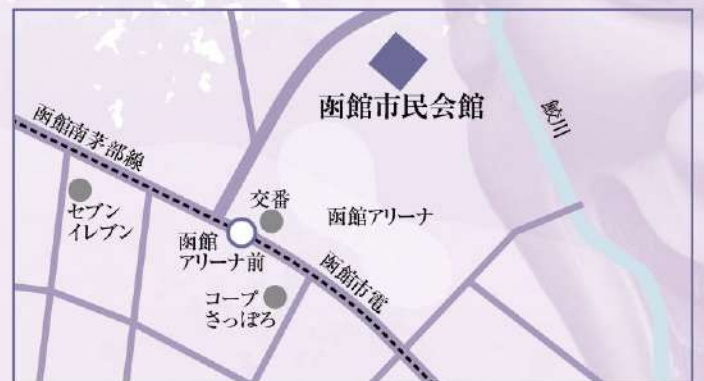 函館市民会館
鮫川
函館南茅部線
セブン
イレブン
交番
函館アリーナ
函館
アリーナ前
函館市電
コープ
さっぽろ